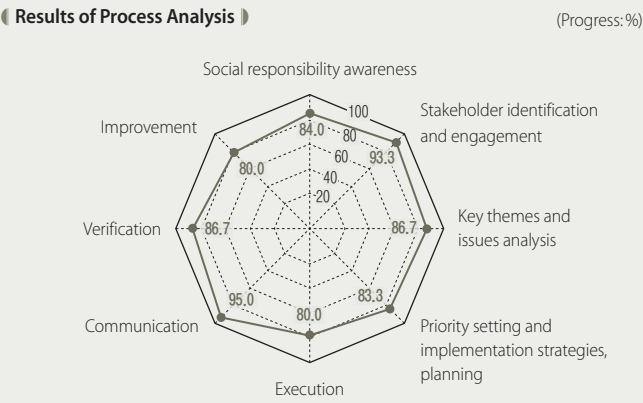 Results of Process Analysis
(Progress:%)
Social responsibility awareness
Stakeholder identification
and engagement
Key themes and
issues analysis
Priority setting and
implementation strategies,
planning
Execution
Communication
Verification
Improvement
100
80
60
40
20
84.0
93.3
86.7
83.3
80.0
95.0
86.7
80.0